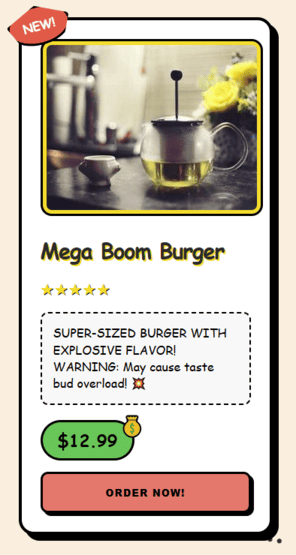 NEW!
Mega Boom Burger
SUPER-SIZED BURGER WITH
EXPLOSIVE FLAVOR!
WARNING: May cause taste
bud overload! 💥
$12.99
ORDER NOW!